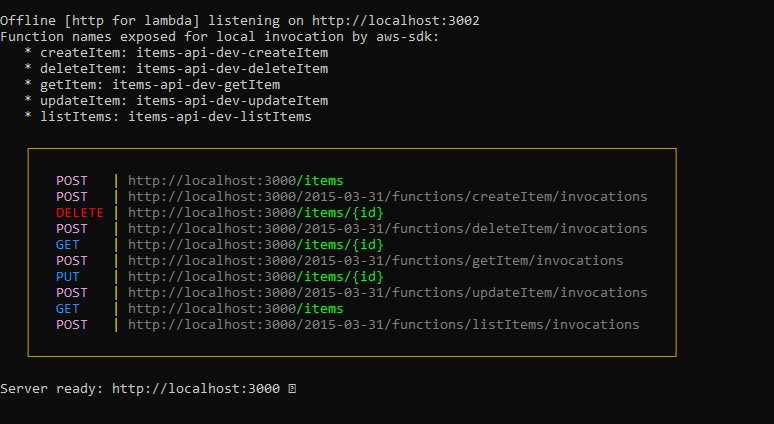 Offline [http for lambda] listening on http://localhost:3002
Function names exposed for local invocation by aws-sdk:
* createItem: items-api-dev-createItem
* deleteItem: items-api-dev-deleteItem
* getItem: items-api-dev-getItem
* updateItem: items-api-dev-updateItem
* listItems: items-api-dev-listItems
POST | http://localhost:3000/items
POST | http://localhost:3000/2015-03-31/functions/createItem/invocations
DELETE | http://localhost:3000/items/{id}
POST | http://localhost:3000/2015-03-31/functions/deleteItem/invocations
GET | http://localhost:3000/items/{id}
POST | http://localhost:3000/2015-03-31/functions/getItem/invocations
PUT | http://localhost:3000/items/{id}
POST | http://localhost:3000/2015-03-31/functions/updateItem/invocations
GET | http://localhost:3000/items
POST | http://localhost:3000/2015-03-31/functions/listItems/invocations
Server ready: http://localhost:3000